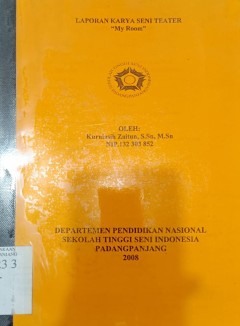 LAPORAN KARYA SENI TEATER
"My Room"
OLEH:
Kurniasih Zaitun, S.Sn, M.Sn
NIP.132 303 852
DEPARTEMEN PENDIDIKAN NASIONAL
SEKOLAH TINGGI SENI INDONESIA
PADANGPANJANG
2008